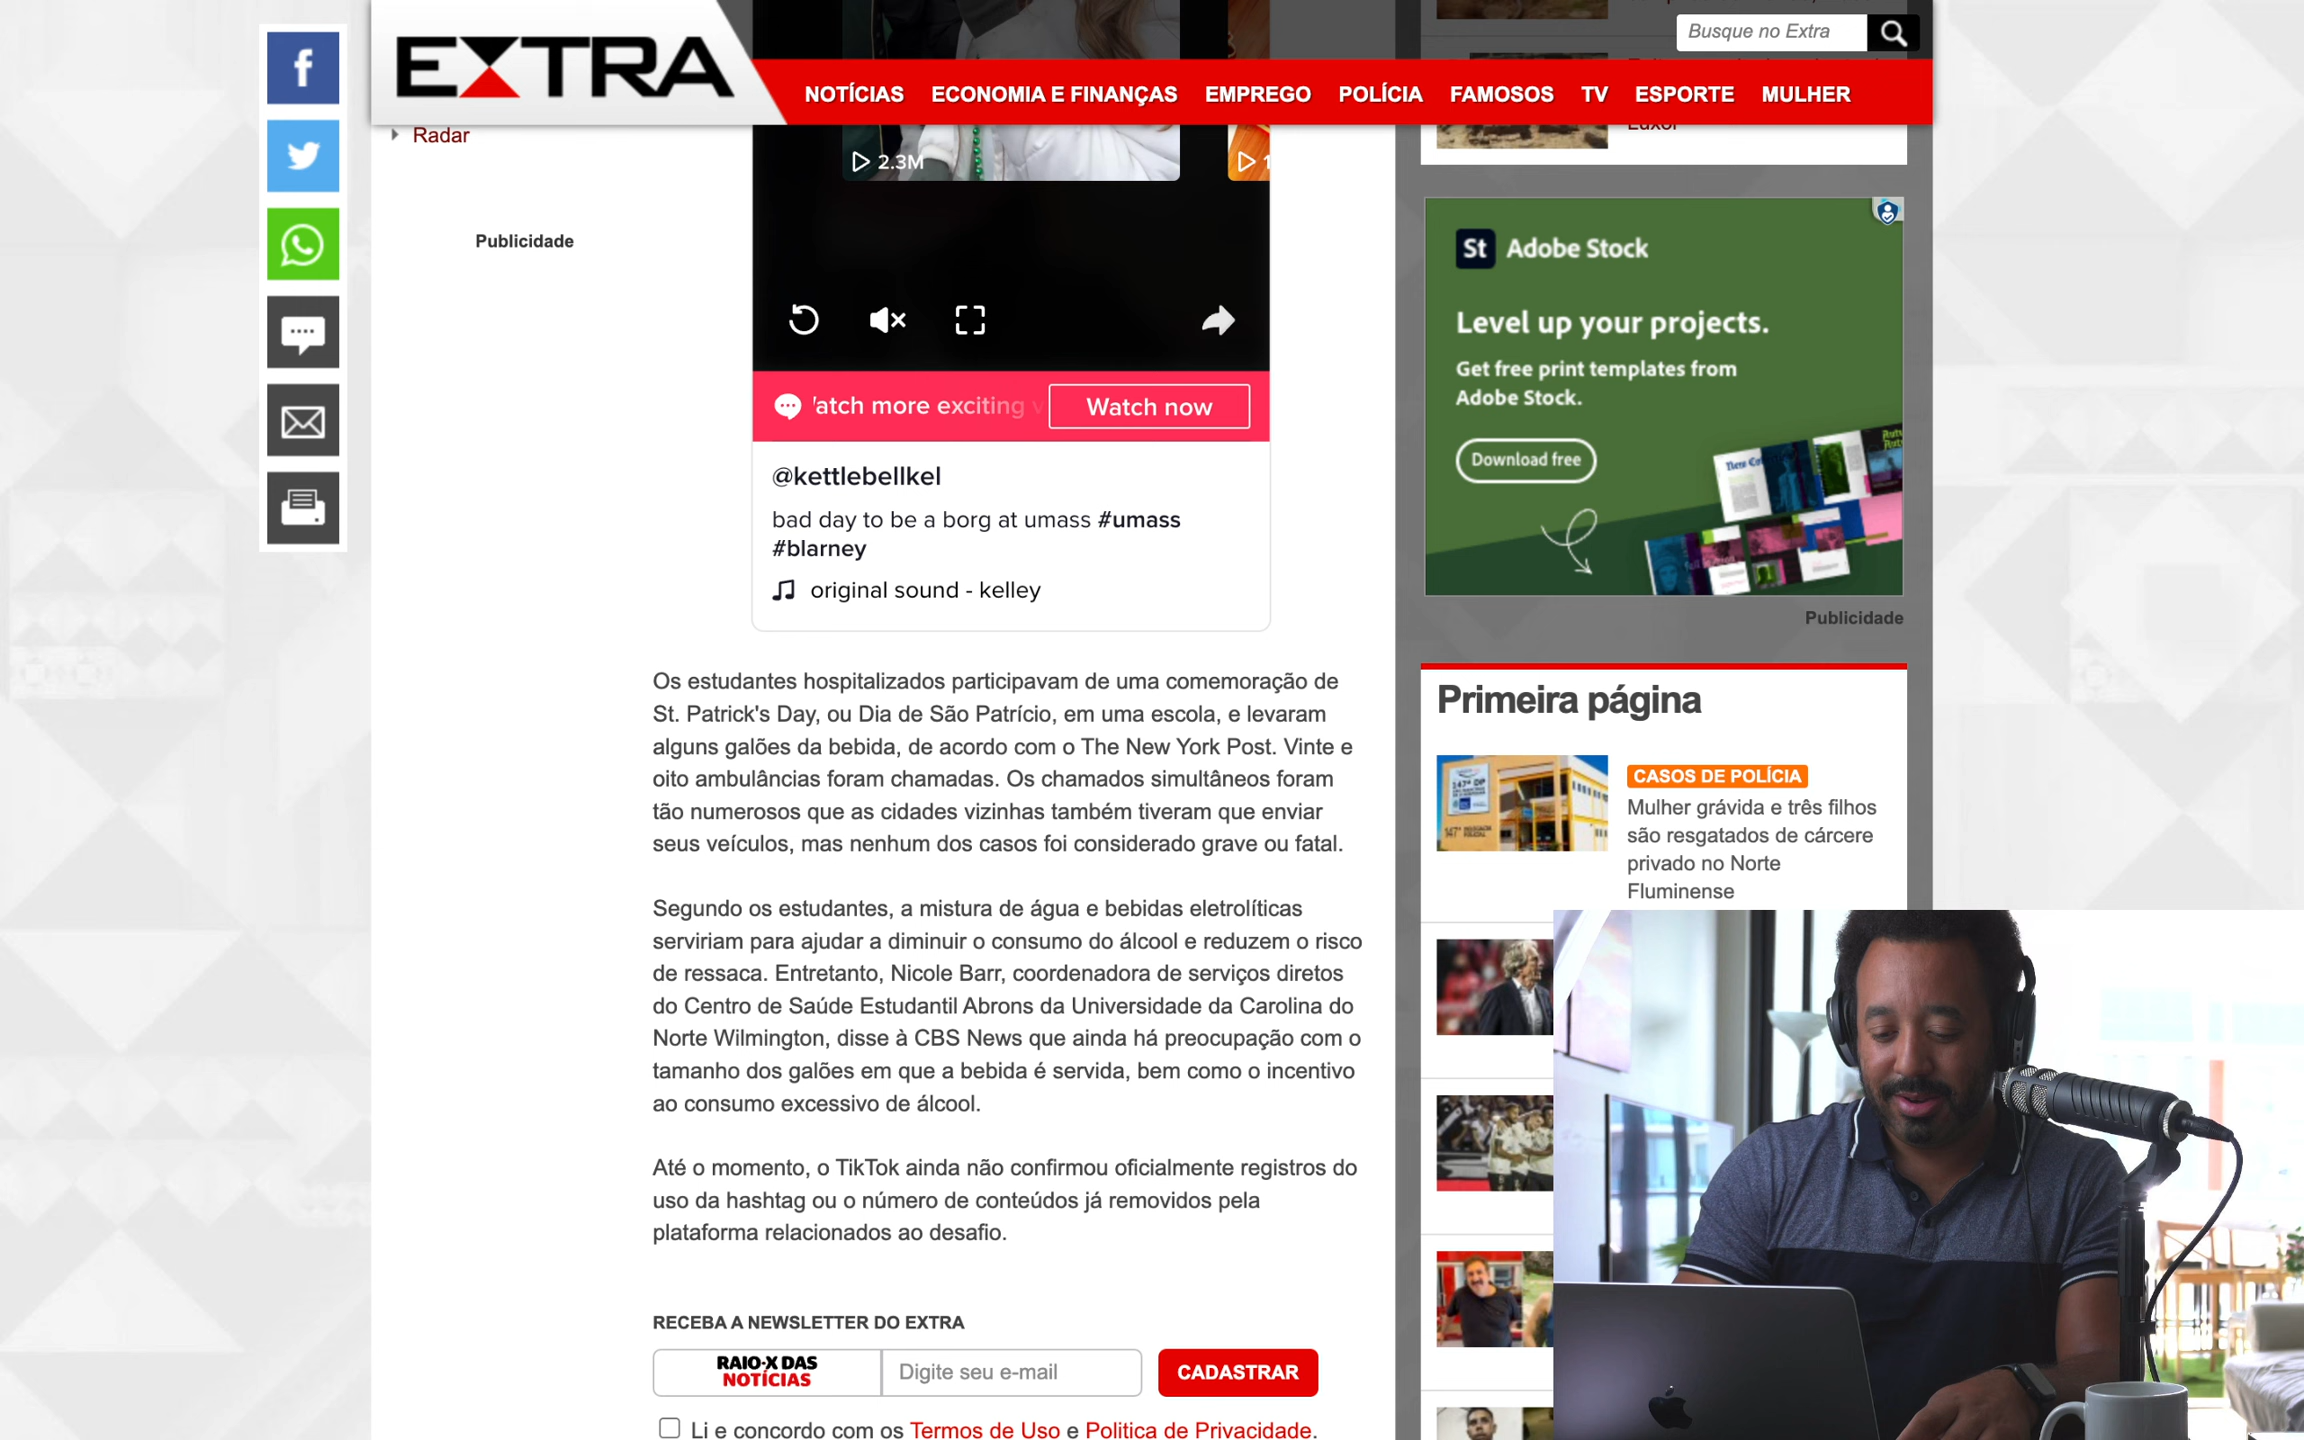 EXTRA
Busque no Extra
NOTÍCIAS ECONOMIA E FINANÇAS EMPREGO POLÍCIA FAMOSOS TV ESPORTE MULHER
Radar
Publicidade
2.3M
Watch now
@kettlebellkel
bad day to be a borg at umass #umass
#blarney
original sound - kelley
Os estudantes hospitalizados participavam de uma comemoração de
St. Patrick's Day, ou Dia de São Patrício, em uma escola, e levaram
alguns galões da bebida, de acordo com o The New York Post. Vinte e
oito ambulâncias foram chamadas. Os chamados simultâneos foram
tão numerosos que as cidades vizinhas também tiveram que enviar
seus veículos, mas nenhum dos casos foi considerado grave ou fatal.
Segundo os estudantes, a mistura de água e bebidas eletrolíticas
serviriam para ajudar a diminuir o consumo do álcool e reduzem o risco
de ressaca. Entretanto, Nicole Barr, coordenadora de serviços diretos
do Centro de Saúde Estudantil Abrons da Universidade da Carolina do
Norte Wilmington, disse à CBS News que ainda há preocupação com o
tamanho dos galões em que a bebida é servida, bem como o incentivo
ao consumo excessivo de álcool.
Até o momento, o TikTok ainda não confirmou oficialmente registros do
uso da hashtag ou o número de conteúdos já removidos pela
plataforma relacionados ao desafio.
RECEBA A NEWSLETTER DO EXTRA
RAIO-X DAS
NOTÍCIAS
Digite seu e-mail
CADASTRAR
Li e concordo com os Termos de Uso e Politica de Privacidade.
St Adobe Stock
Level up your projects.
Get free print templates from
Adobe Stock.
Download free
Publicidade
Primeira página
CASOS DE POLÍCIA
Mulher grávida e três filhos
são resgatados de cárcere
privado no Norte
Fluminense